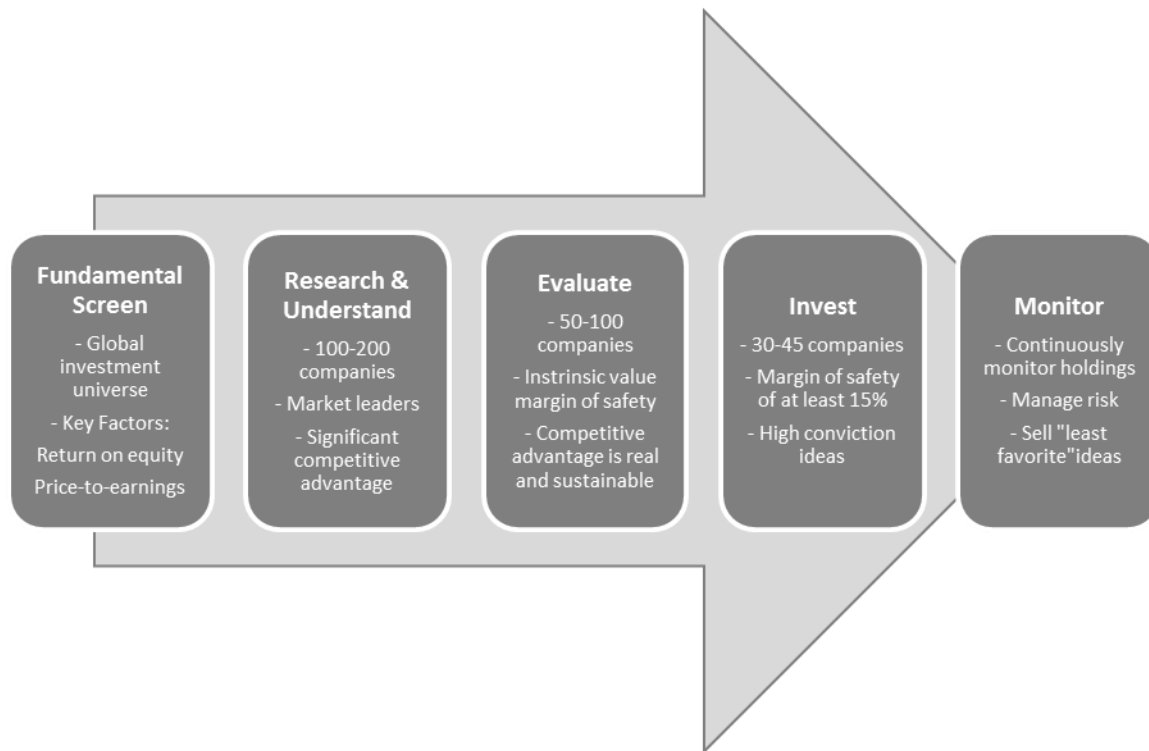 Fundamental
Screen
- Global
investment
universe
- Key Factors:
Return on equity
Price-to-earnings
Research &
Understand
- 100-200
companies
- Market leaders
- Significant
competitive
advantage
Evaluate
- 50-100
companies
- Instrinsic value
margin of safety
- Competitive
advantage is real
and sustainable
Invest
- 30-45 companies
- Margin of safety
of at least 15%
- High conviction
ideas
Monitor
- Continuously
monitor holdings
- Manage risk
- Sell "least
favorite"ideas